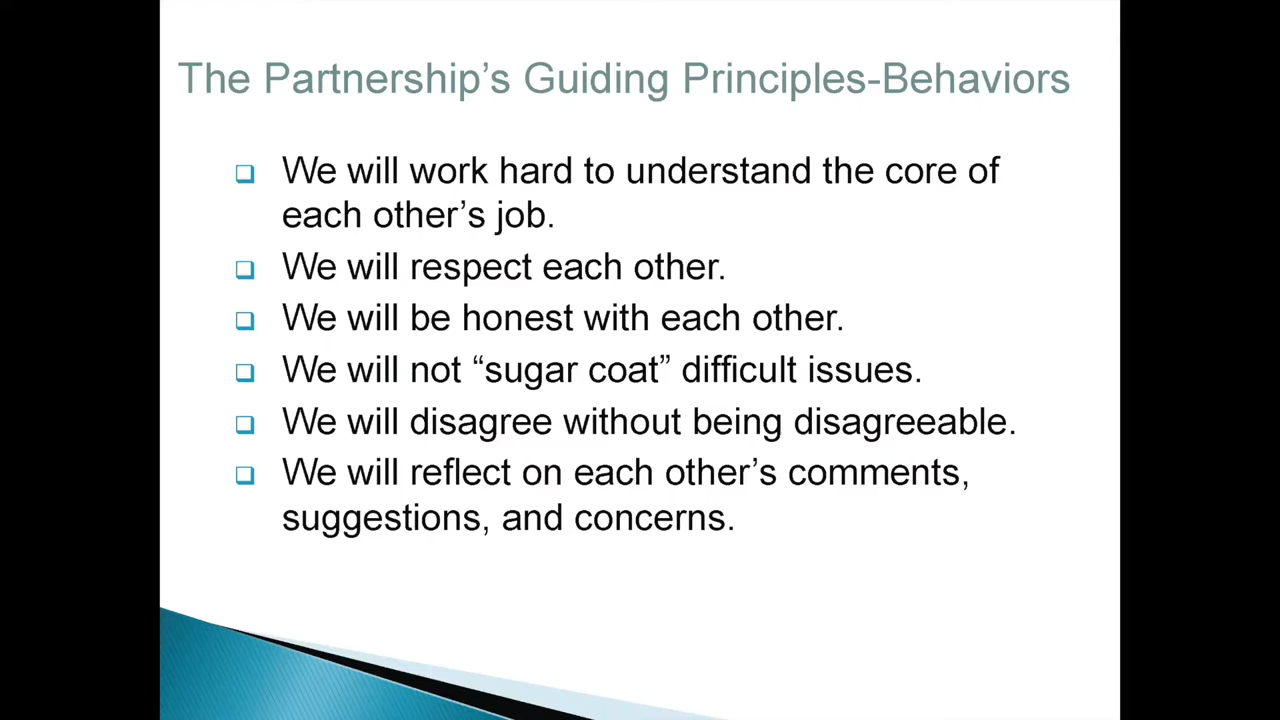 The Partnership’s Guiding Principles-Behaviors
We will work hard to understand the core of
each other’s job.
We will respect each other.
We will be honest with each other.
We will not “sugar coat” difficult issues.
We will disagree without being disagreeable.
We will reflect on each other’s comments,
suggestions, and concerns.